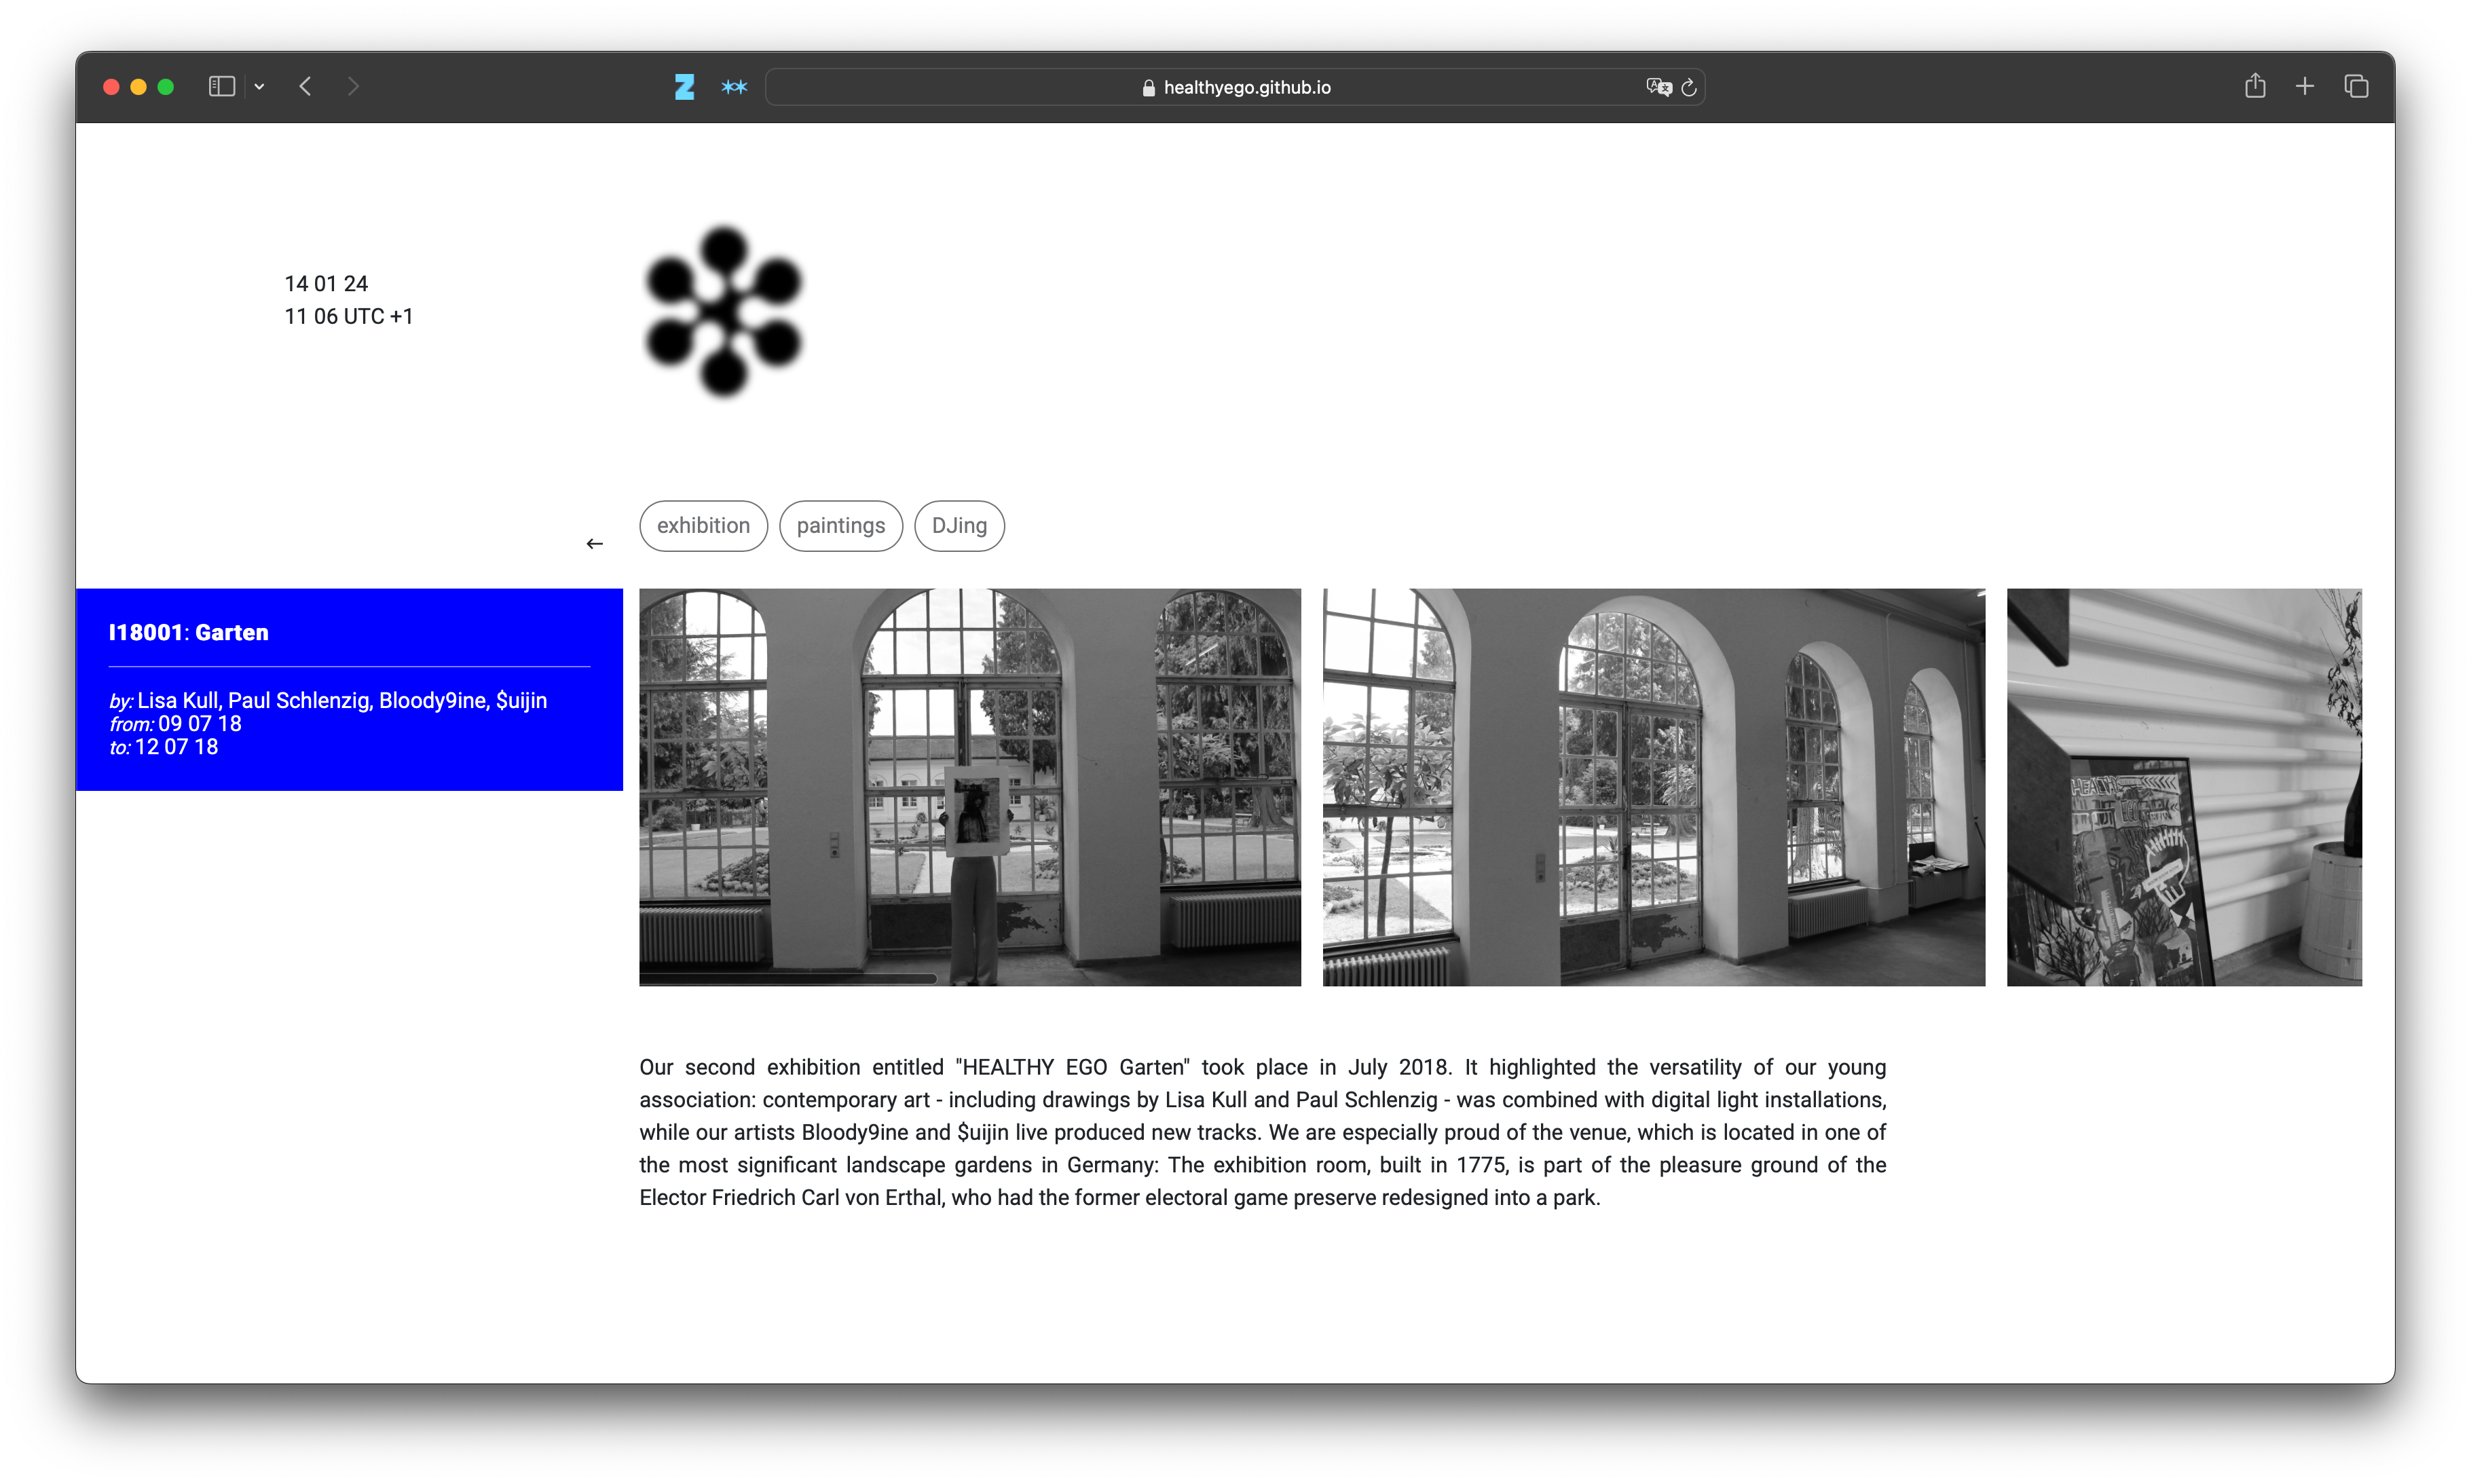 healthyego.github.io
14 01 24
11 06 UTC +1
exhibition
paintings
DJing
←
I18001: Garten
by: Lisa Kull, Paul Schlenzig, Bloody9ine, $uijin
from: 09 07 18
to: 12 07 18
HEALTHY
EGO
Our second exhibition entitled "HEALTHY EGO Garten" took place in July 2018. It highlighted the versatility of our young
association: contemporary art - including drawings by Lisa Kull and Paul Schlenzig - was combined with digital light installations,
while our artists Bloody9ine and $uijin live produced new tracks. We are especially proud of the venue, which is located in one of
the most significant landscape gardens in Germany: The exhibition room, built in 1775, is part of the pleasure ground of the
Elector Friedrich Carl von Erthal, who had the former electoral game preserve redesigned into a park.